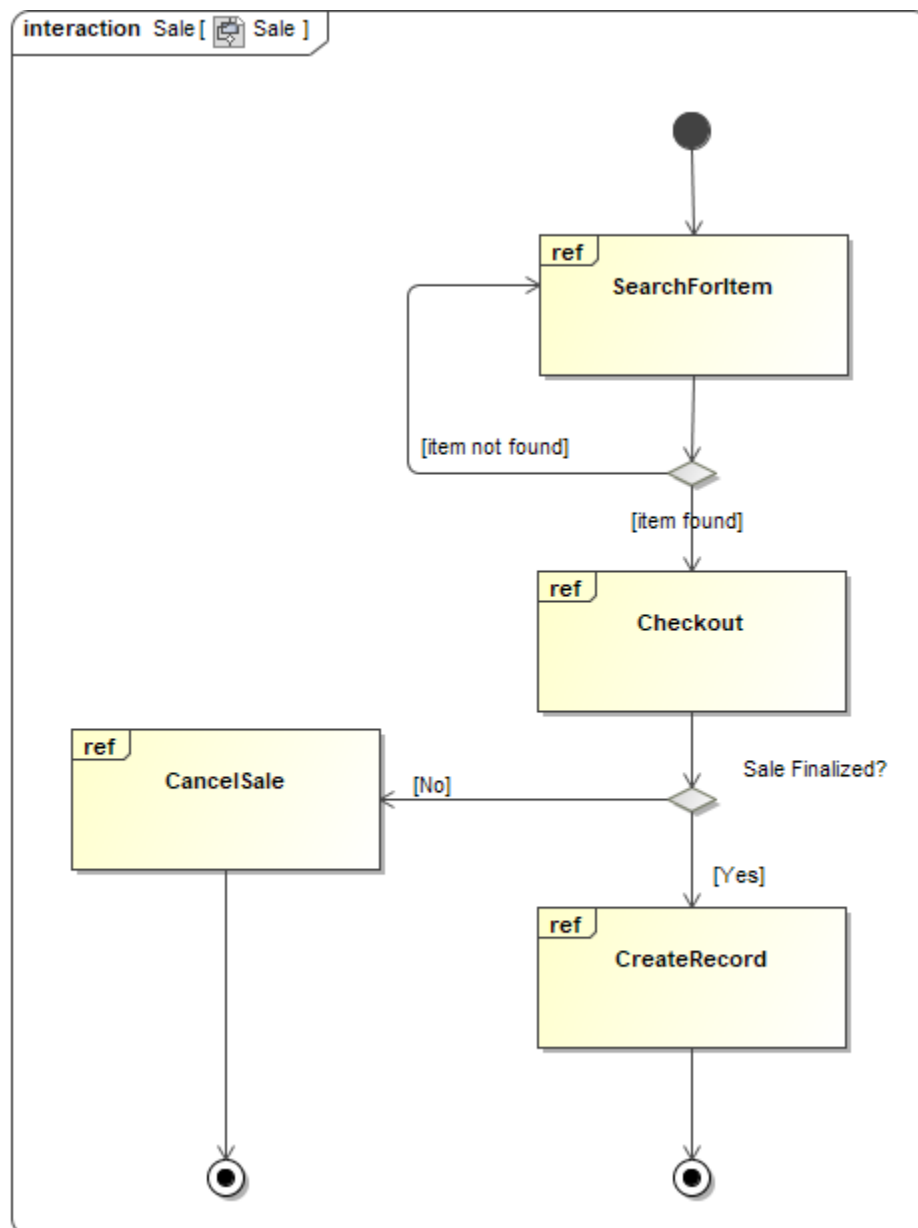 interaction Sale [ Sale ]
ref
SearchForItem
[item not found]
[item found]
ref
Checkout
Sale Finalized?
ref
CancelSale
[No]
[Yes]
ref
CreateRecord